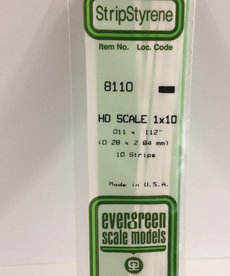 StripStyrene
Item No. Loc. Code
8110
HO SCALE 1x10
.011 x .112"
(0.28 x 2.84 mm)
10 Strips
Made in U.S.A.
evergreen
scale models